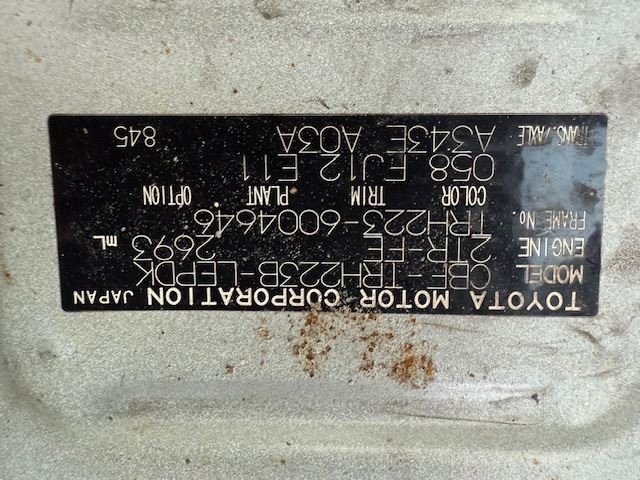 TOYOTA MOTOR CORPORATION JAPAN
MODEL CBF-TRH223B-LEPDK
ENGINE 2TR-FE 2693 mL
FRAME No. TRH223-6004646
COLOR TRIM PLANT OPTION
058 FJ12 E11
TRANS./AXLE A343E A03A 845